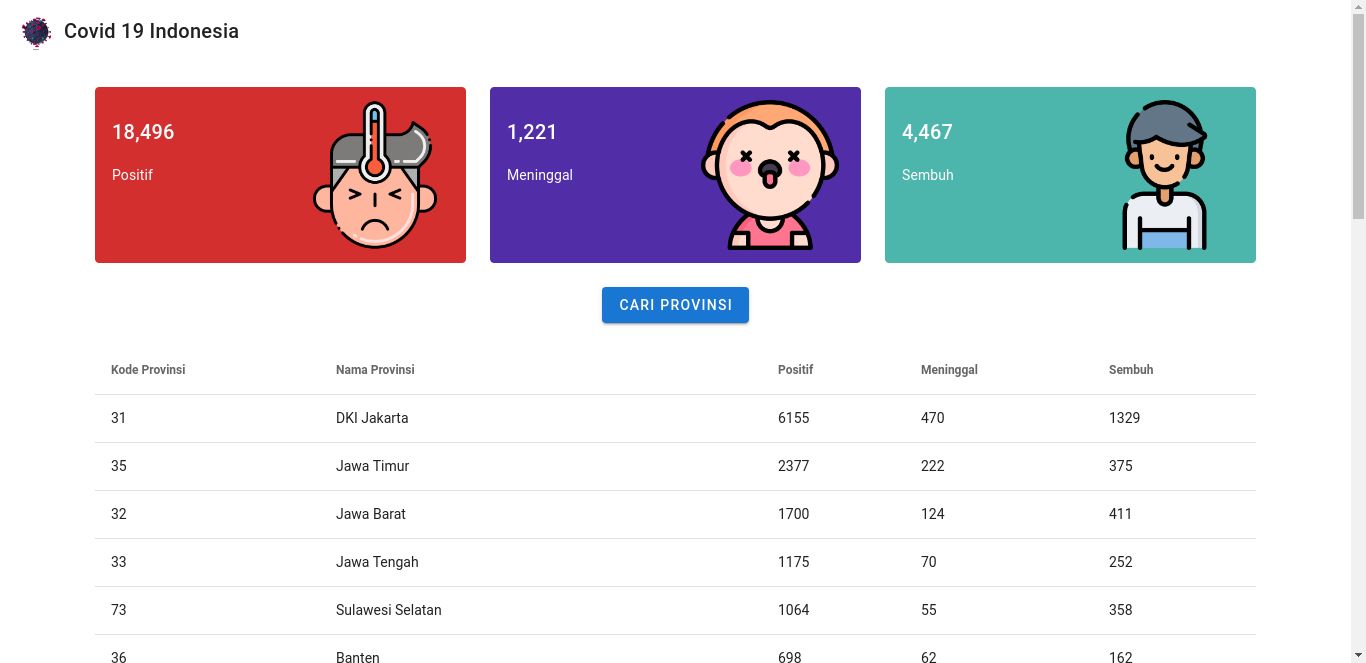 Covid 19 Indonesia
18,496
Positif
1,221
Meninggal
4,467
Sembuh
CARI PROVINSI
Kode Provinsi Nama Provinsi Positif Meninggal Sembuh
31 DKI Jakarta 6155 470 1329
35 Jawa Timur 2377 222 375
32 Jawa Barat 1700 124 411
33 Jawa Tengah 1175 70 252
73 Sulawesi Selatan 1064 55 358
36 Banten 698 62 162